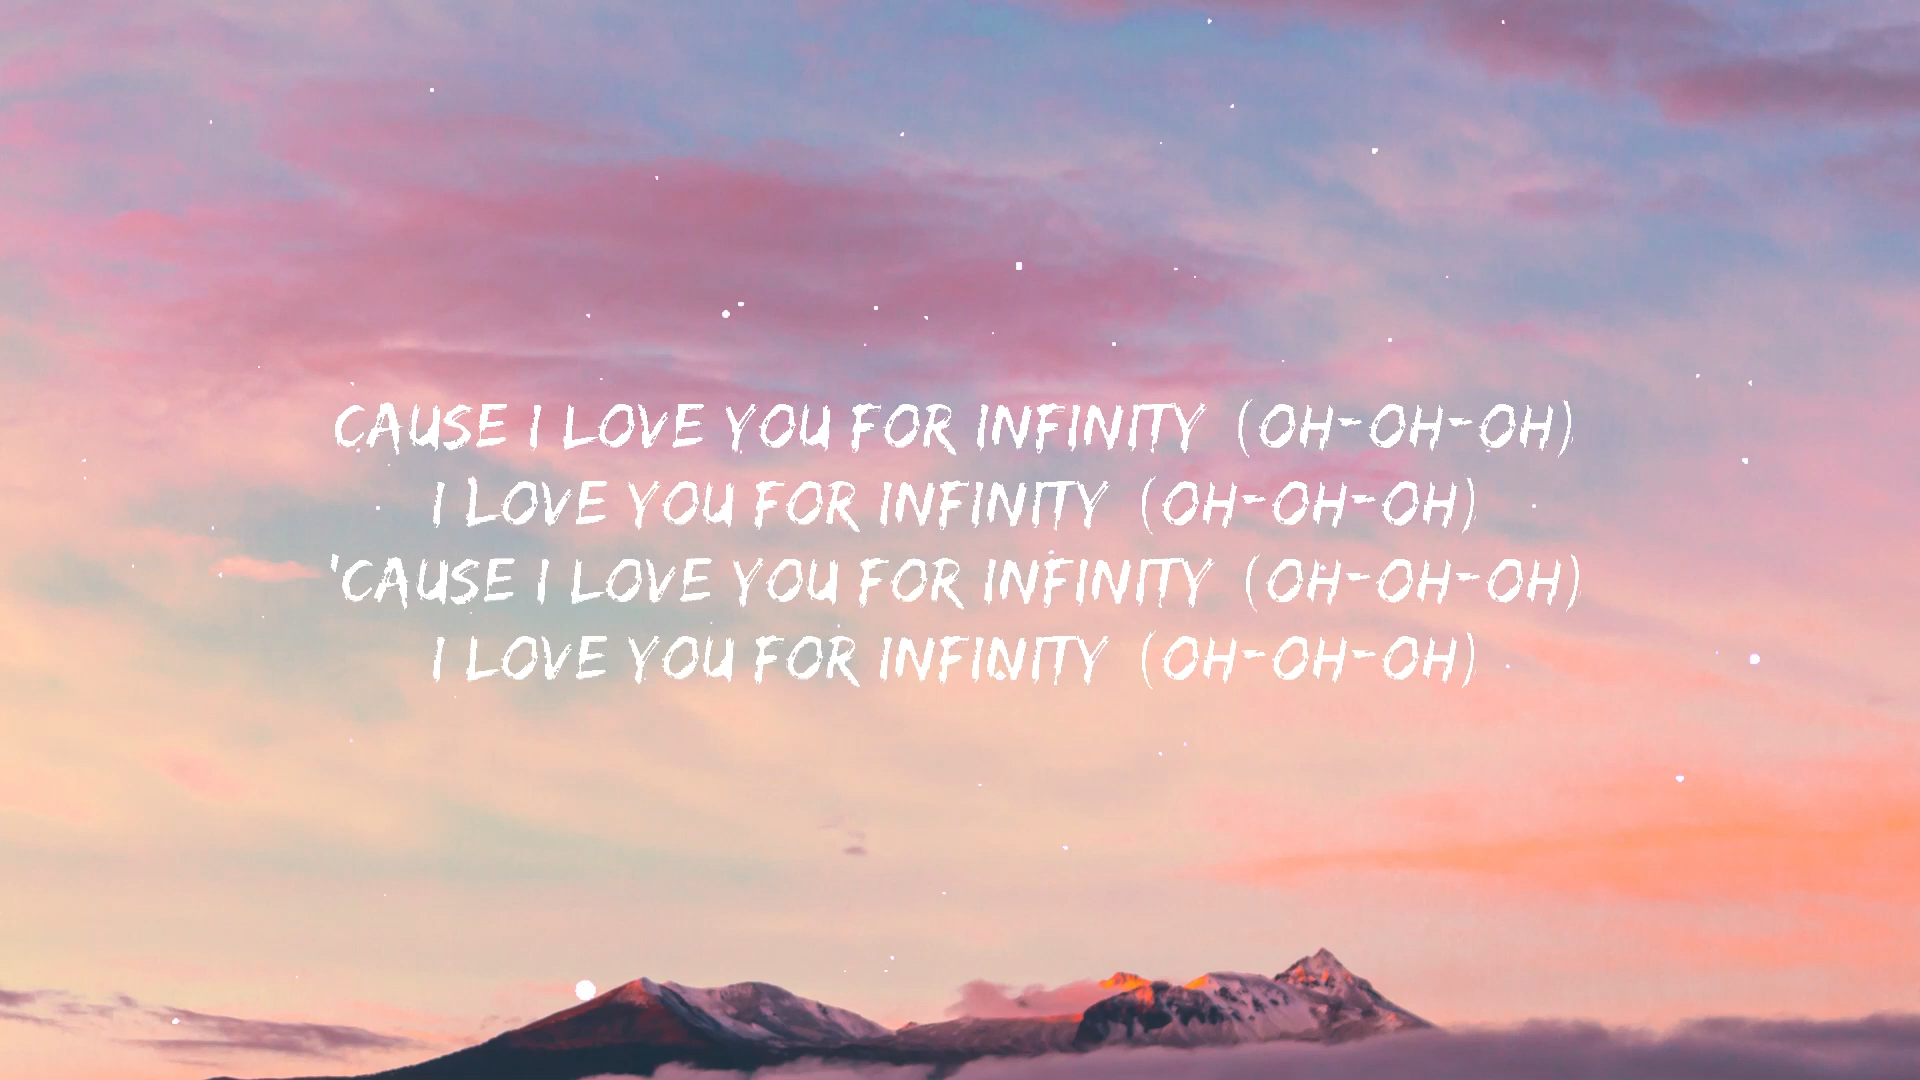 CAUSE I LOVE YOU FOR INFINITY (OH-OH-OH)
I LOVE YOU FOR INFINITY (OH-OH-OH)
'CAUSE I LOVE YOU FOR INFINITY (OH-OH-OH)
I LOVE YOU FOR INFINITY (OH-OH-OH)